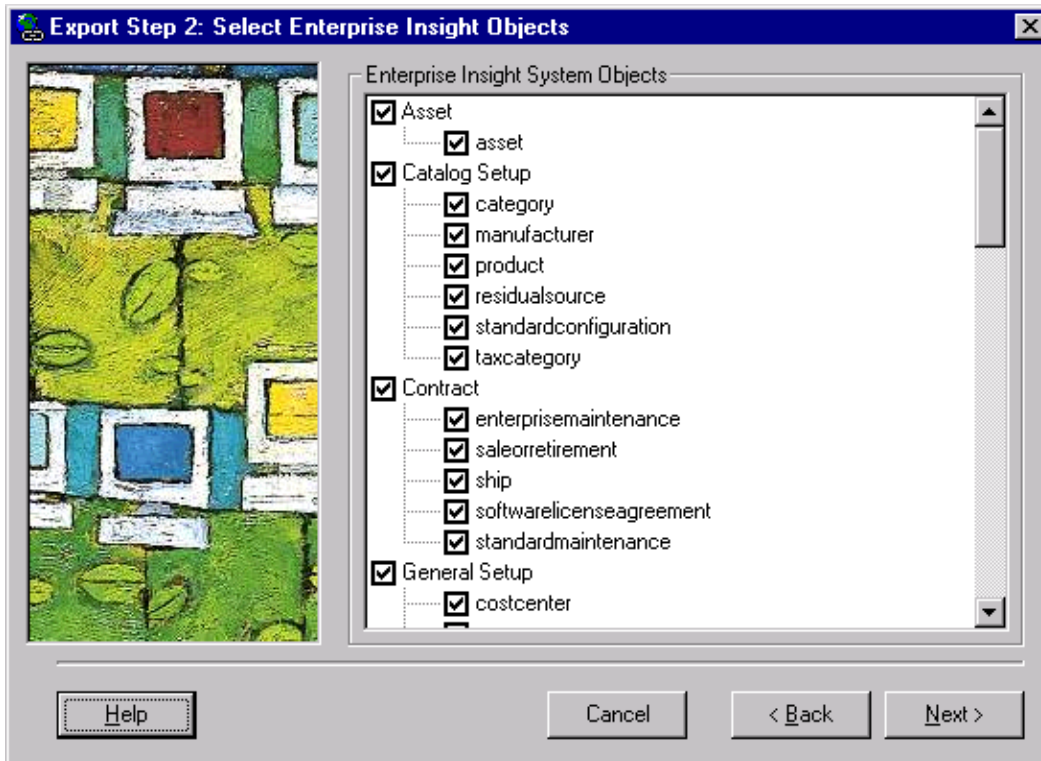 Export Step 2: Select Enterprise Insight Objects
Enterprise Insight System Objects
Asset
asset
Catalog Setup
category
manufacturer
product
residualsource
standardconfiguration
taxcategory
Contract
enterprisemaintenance
saleorretirement
ship
softwarelicenseagreement
standardmaintenance
General Setup
costcenter
Help Cancel < Back Next >